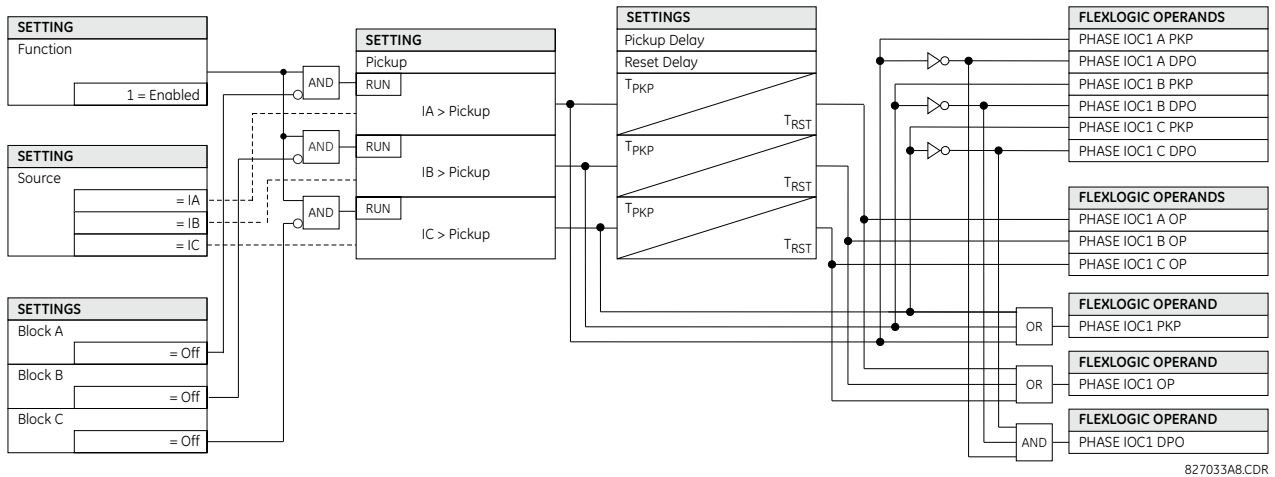 SETTING
Function
1 = Enabled
SETTING
Source
= IA
= IB
= IC
SETTINGS
Block A
= Off
Block B
= Off
Block C
= Off
AND
AND
AND
SETTING
Pickup
RUN
IA > Pickup
RUN
IB > Pickup
RUN
IC > Pickup
SETTINGS
Pickup Delay
Reset Delay
TPKP
TRST
TPKP
TRST
TPKP
TRST
OR
OR
AND
FLEXLOGIC OPERANDS
PHASE IOC1 A PKP
PHASE IOC1 A DPO
PHASE IOC1 B PKP
PHASE IOC1 B DPO
PHASE IOC1 C PKP
PHASE IOC1 C DPO
FLEXLOGIC OPERANDS
PHASE IOC1 A OP
PHASE IOC1 B OP
PHASE IOC1 C OP
FLEXLOGIC OPERAND
PHASE IOC1 PKP
FLEXLOGIC OPERAND
PHASE IOC1 OP
FLEXLOGIC OPERAND
PHASE IOC1 DPO
827033A8.CDR